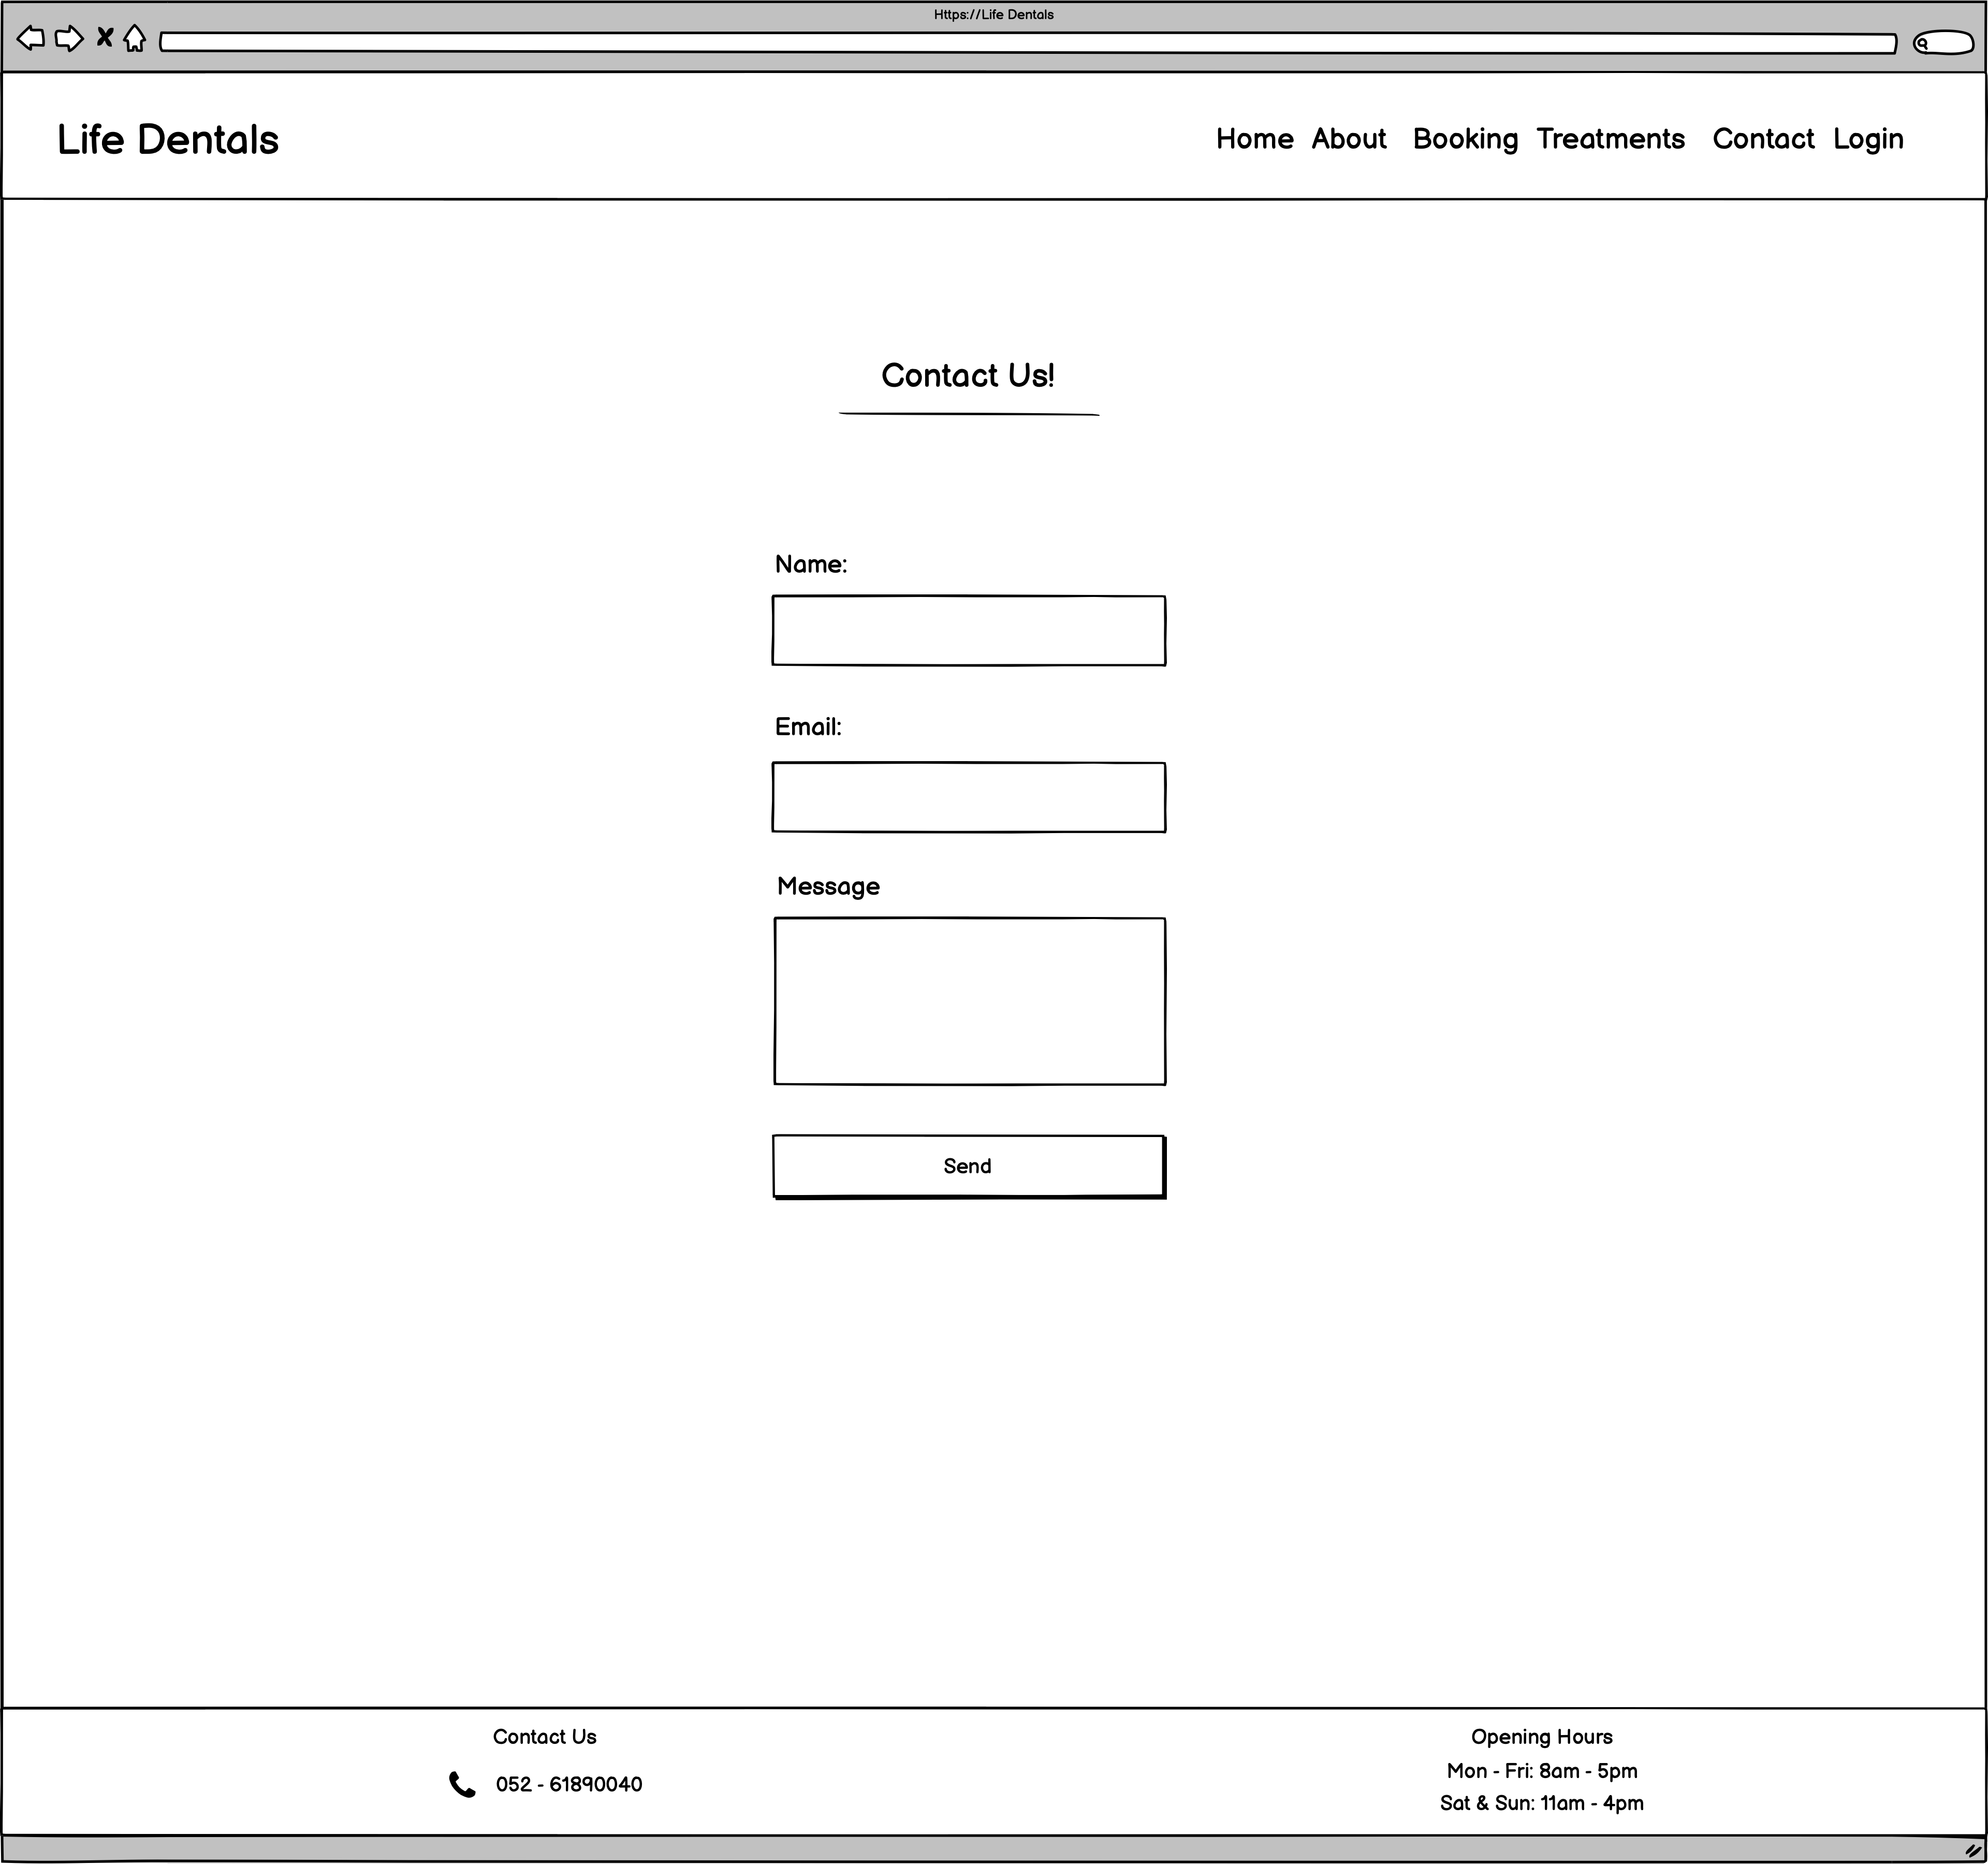 Https://Life Dentals
Life Dentals
Home About Booking Treatments Contact Login
Contact Us!
Name:
Email:
Message
Send
Contact Us
052 - 61890040
Opening Hours
Mon - Fri: 8am - 5pm
Sat & Sun: 11am - 4pm